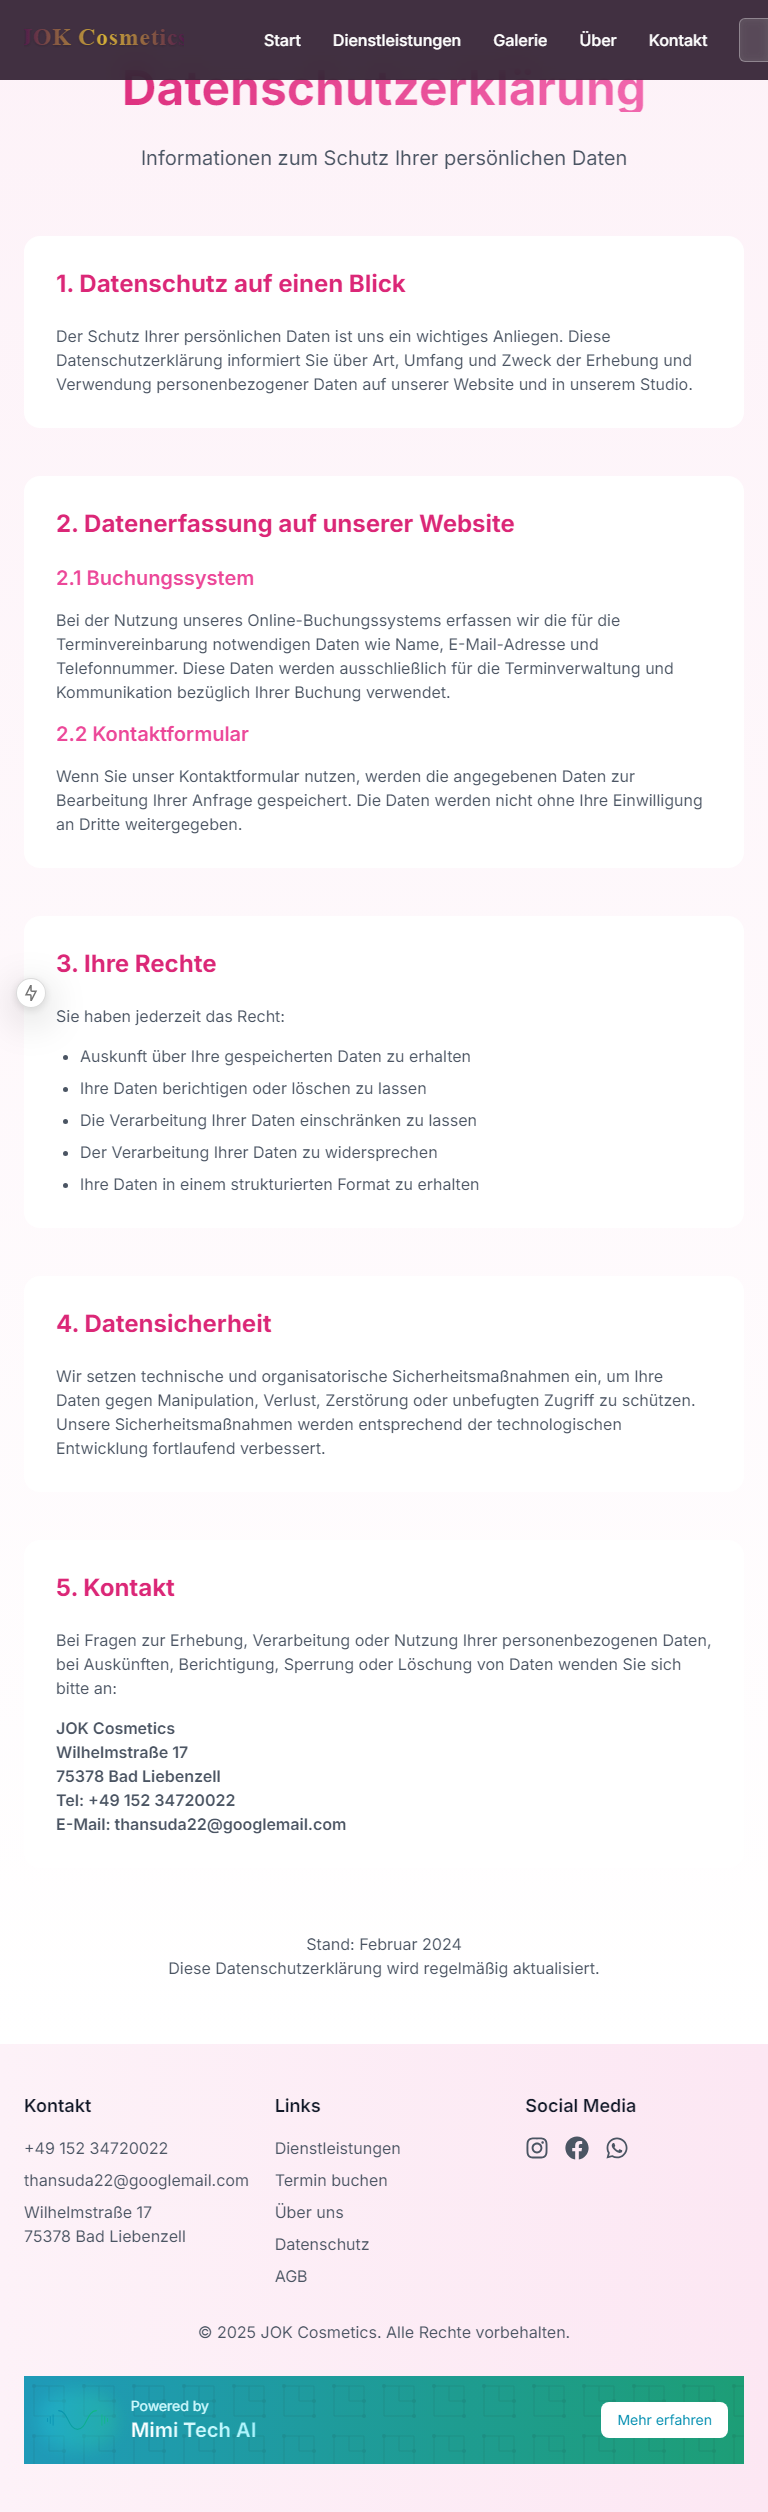 JOK Cosmetics
Start
Dienstleistungen
Galerie
Über
Kontakt
Datenschutzerklärung
Informationen zum Schutz Ihrer persönlichen Daten
1. Datenschutz auf einen Blick
Der Schutz Ihrer persönlichen Daten ist uns ein wichtiges Anliegen. Diese
Datenschutzerklärung informiert Sie über Art, Umfang und Zweck der Erhebung und
Verwendung personenbezogener Daten auf unserer Website und in unserem Studio.
2. Datenerfassung auf unserer Website
2.1 Buchungssystem
Bei der Nutzung unseres Online-Buchungssystems erfassen wir die für die
Terminvereinbarung notwendigen Daten wie Name, E-Mail-Adresse und
Telefonnummer. Diese Daten werden ausschließlich für die Terminverwaltung und
Kommunikation bezüglich Ihrer Buchung verwendet.
2.2 Kontaktformular
Wenn Sie unser Kontaktformular nutzen, werden die angegebenen Daten zur
Bearbeitung Ihrer Anfrage gespeichert. Die Daten werden nicht ohne Ihre Einwilligung
an Dritte weitergegeben.
3. Ihre Rechte
Sie haben jederzeit das Recht:
Auskunft über Ihre gespeicherten Daten zu erhalten
Ihre Daten berichtigen oder löschen zu lassen
Die Verarbeitung Ihrer Daten einschränken zu lassen
Der Verarbeitung Ihrer Daten zu widersprechen
Ihre Daten in einem strukturierten Format zu erhalten
4. Datensicherheit
Wir setzen technische und organisatorische Sicherheitsmaßnahmen ein, um Ihre
Daten gegen Manipulation, Verlust, Zerstörung oder unbefugten Zugriff zu schützen.
Unsere Sicherheitsmaßnahmen werden entsprechend der technologischen
Entwicklung fortlaufend verbessert.
5. Kontakt
Bei Fragen zur Erhebung, Verarbeitung oder Nutzung Ihrer personenbezogenen Daten,
bei Auskünften, Berichtigung, Sperrung oder Löschung von Daten wenden Sie sich
bitte an:
JOK Cosmetics
Wilhelmstraße 17
75378 Bad Liebenzell
Tel: +49 152 34720022
E-Mail: thansuda22@googlemail.com
Stand: Februar 2024
Diese Datenschutzerklärung wird regelmäßig aktualisiert.
Kontakt
+49 152 34720022
thansuda22@googlemail.com
Wilhelmstraße 17
75378 Bad Liebenzell
Links
Dienstleistungen
Termin buchen
Über uns
Datenschutz
AGB
Social Media
© 2025 JOK Cosmetics. Alle Rechte vorbehalten.
Powered by
Mimi Tech AI
Mehr erfahren